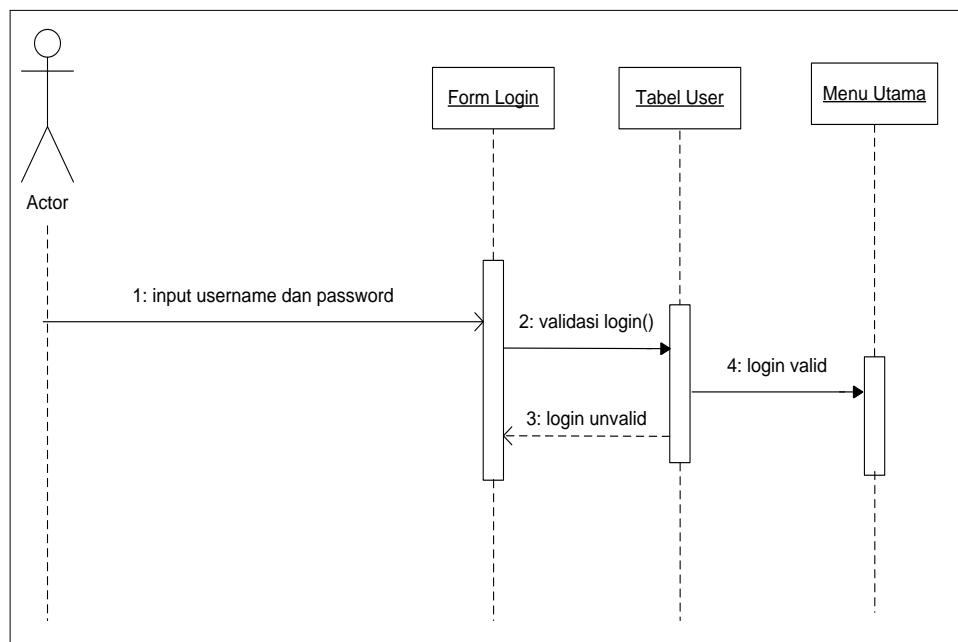 Form Login
Tabel User
Menu Utama
Actor
1: input username dan password
2: validasi login()
4: login valid
3: login unvalid